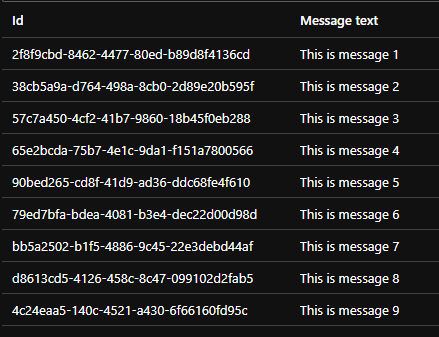 Id Message text
2f8f9cbd-8462-4477-80ed-b89d8f4136cd This is message 1
38cb5a9a-d764-498a-8cb0-2d89e20b595f This is message 2
57c7a450-4cf2-41b7-9860-18b45f0eb288 This is message 3
65e2bcda-75b7-4e1c-9da1-f151a7800566 This is message 4
90bed265-cd8f-41d9-ad36-ddc68fe4f610 This is message 5
79ed7bfa-bdea-4081-b3e4-dec22d00d98d This is message 6
bb5a2502-b1f5-4886-9c45-22e3debd44af This is message 7
d8613cd5-4126-458c-8c47-099102d2fab5 This is message 8
4c24eaa5-140c-4521-a430-6f66160fd95c This is message 9